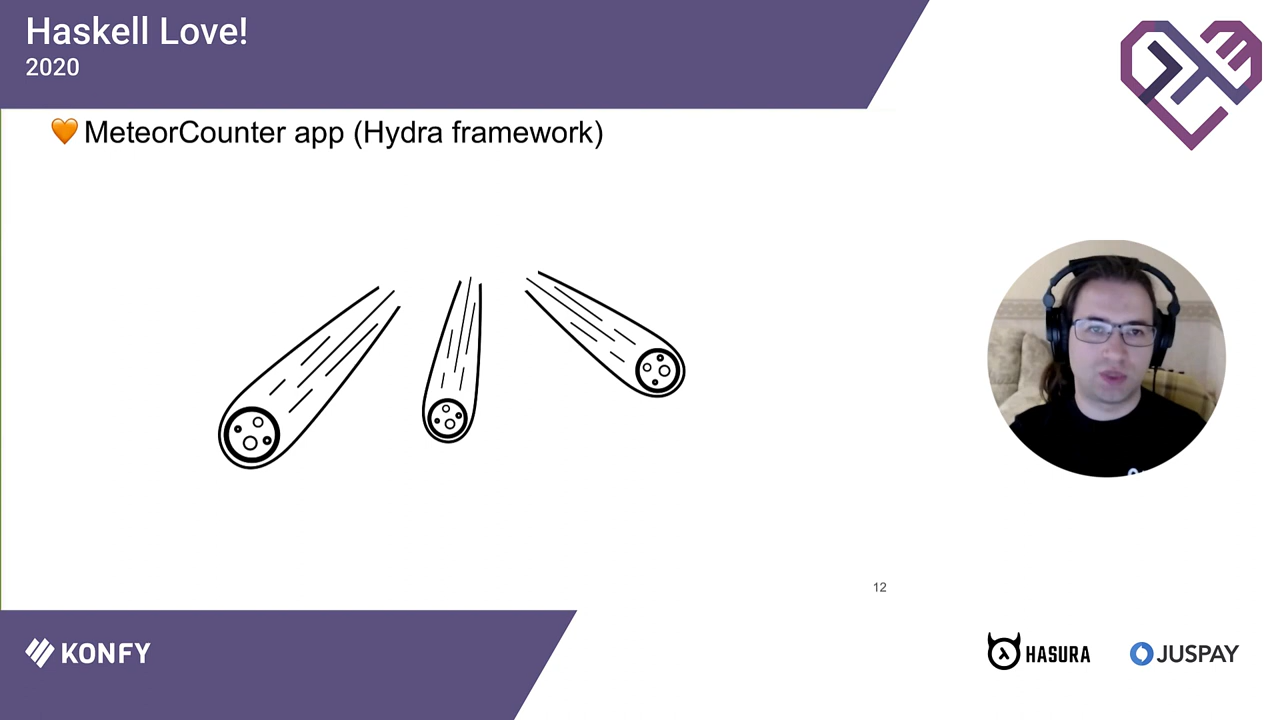 Haskell Love!
2020
🧡 MeteorCounter app (Hydra framework)
12
KONFY
HASURA
JUSPAY